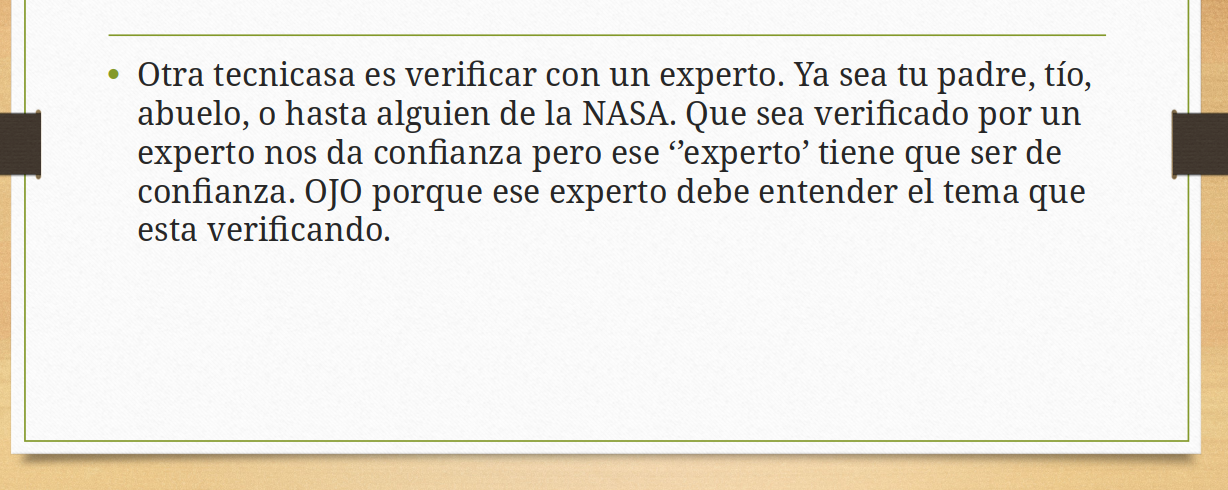 • Otra tecnicasa es verificar con un experto. Ya sea tu padre, tío,
abuelo, o hasta alguien de la NASA. Que sea verificado por un
experto nos da confianza pero ese ‘’experto’ tiene que ser de
confianza. OJO porque ese experto debe entender el tema que
esta verificando.